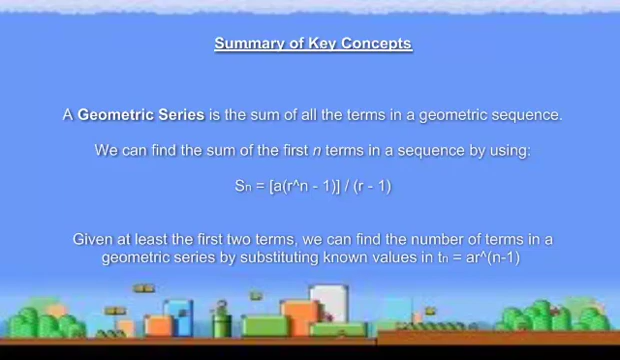 Summary of Key Concepts
A Geometric Series is the sum of all the terms in a geometric sequence.
We can find the sum of the first n terms in a sequence by using:
Sn = [a(r^n - 1)] / (r - 1)
Given at least the first two terms, we can find the number of terms in a
geometric series by substituting known values in tn = ar^(n-1)